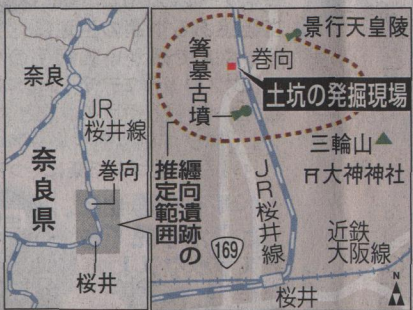 奈良
JR
桜井線
奈良県
巻向
桜井
纒向遺跡の
推定範囲
景行天皇陵
箸墓古墳
巻向
土坑の発掘現場
三輪山
大神神社
JR桜井線
近鉄
大阪線
169
桜井
N